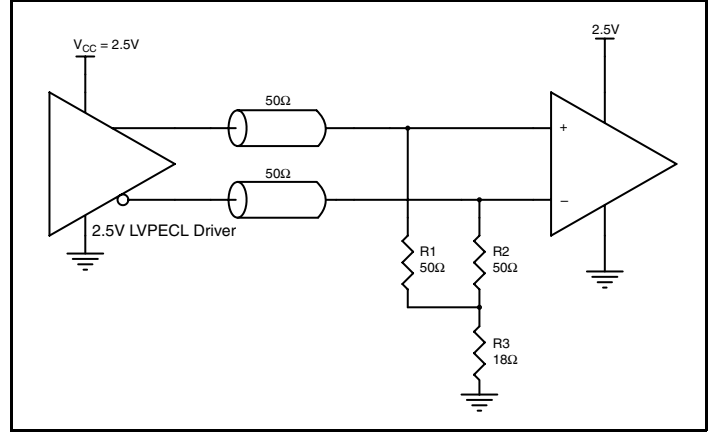 V_CC = 2.5V
2.5V
50Ω
50Ω
+
–
2.5V LVPECL Driver
R1
50Ω
R2
50Ω
R3
18Ω